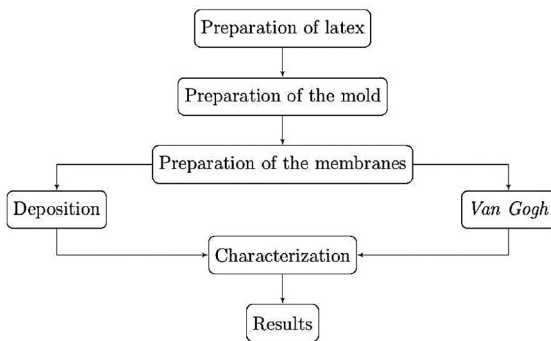 Preparation of latex
Preparation of the mold
Preparation of the membranes
Deposition
Van Gogh
Characterization
Results